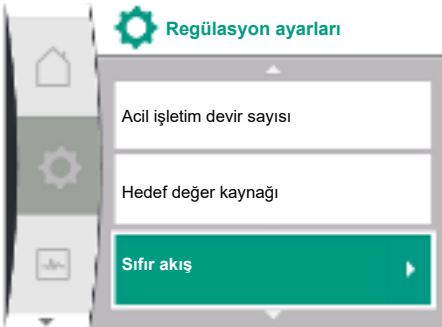 Regülasyon ayarları
Acil işletim devir sayısı
Hedef değer kaynağı
Sıfır akış